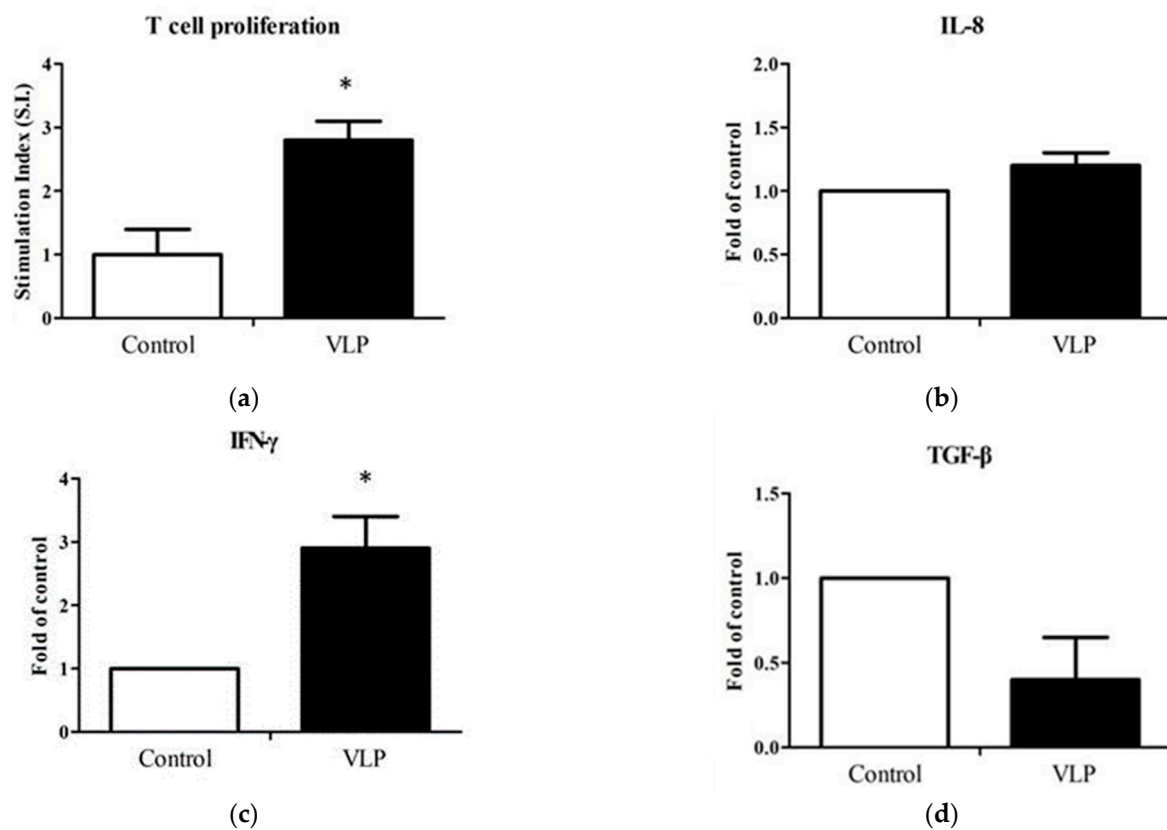 T cell proliferation
Stimulation Index (S.I.)
4
3
2
1
0
*
Control VLP
(a)
IL-8
Fold of control
2.0
1.5
1.0
0.5
0.0
Control VLP
(b)
IFN-γ
Fold of control
4
3
2
1
0
*
Control VLP
(c)
TGF-β
Fold of control
1.5
1.0
0.5
0.0
Control VLP
(d)